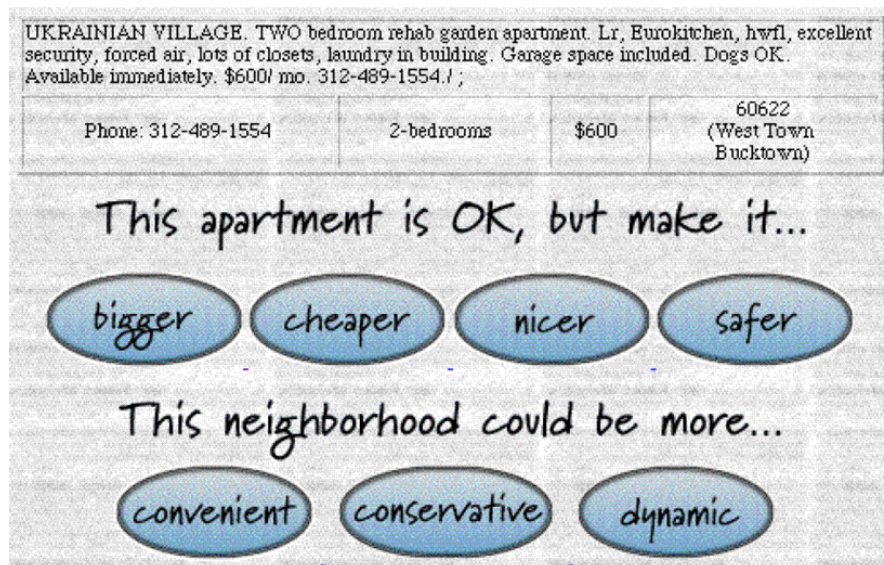 UKRAINIAN VILLAGE. TWO bedroom rehab garden apartment. Lr, Eurokitchen, hwfl, excellent
security, forced air, lots of closets, laundry in building. Garage space included. Dogs OK.
Available immediately. $600/ mo. 312-489-1554./ ;
Phone: 312-489-1554 2-bedrooms $600 60622
(West Town
Bucktown)
This apartment is OK, but make it...
bigger cheaper nicer safer
This neighborhood could be more...
convenient conservative dynamic